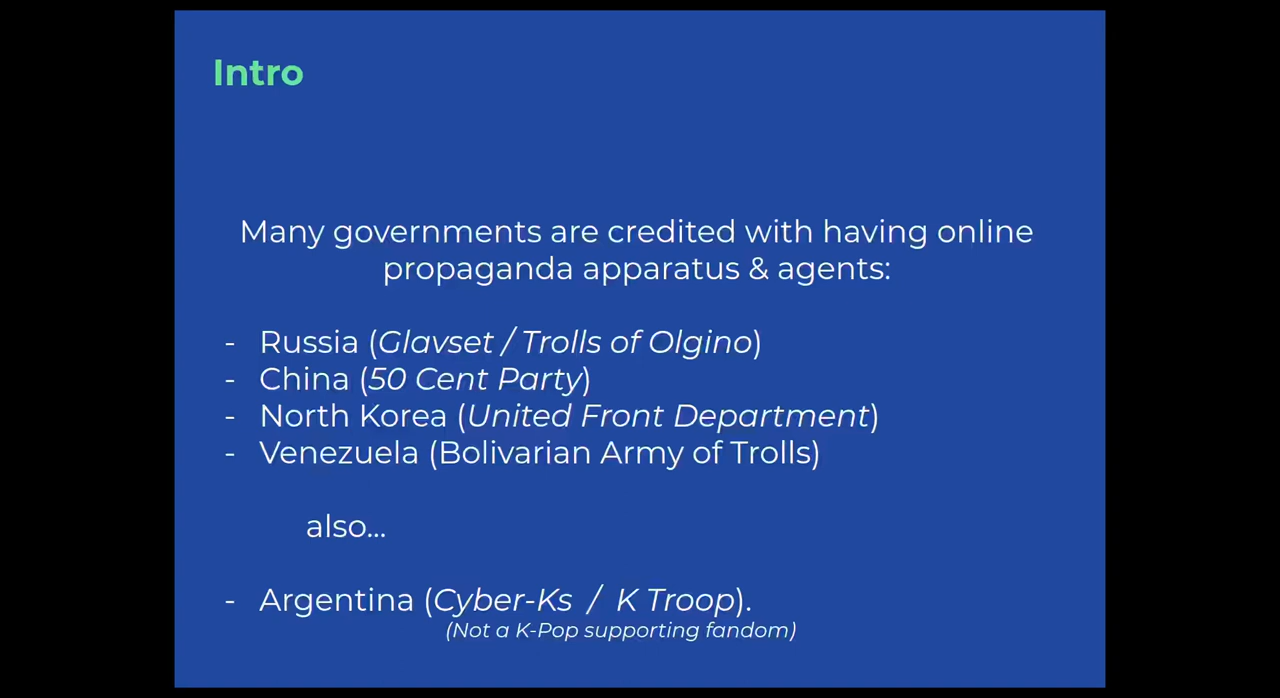 Intro
Many governments are credited with having online
propaganda apparatus & agents:
- Russia (Glavset / Trolls of Olgino)
- China (50 Cent Party)
- North Korea (United Front Department)
- Venezuela (Bolivarian Army of Trolls)
also...
- Argentina (Cyber-Ks / K Troop).
(Not a K-Pop supporting fandom)